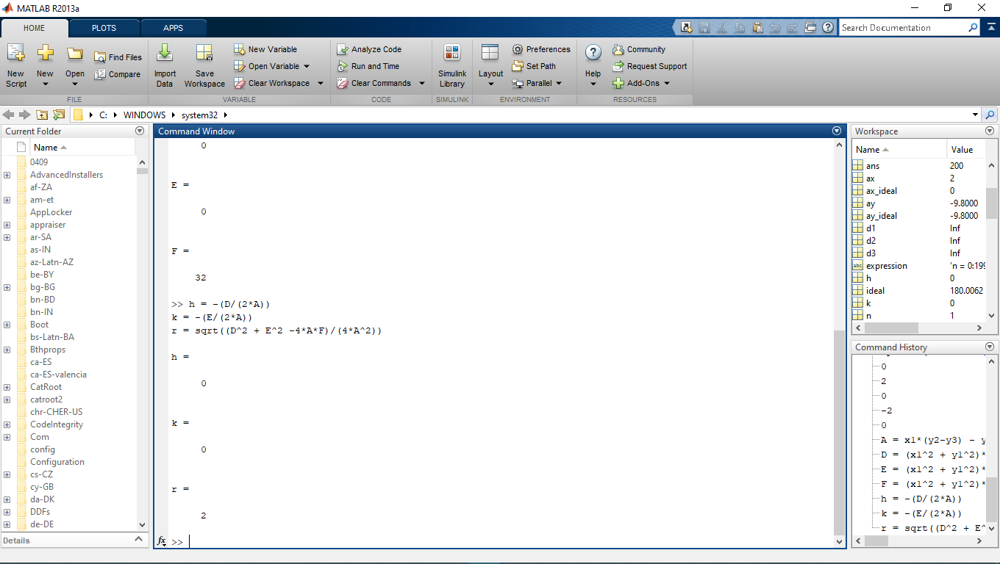 MATLAB R2013a
HOME PLOTS APPS
Search Documentation
New Script
New
Open
Find Files
Compare
FILE
Import Data
Save Workspace
New Variable
Open Variable
Clear Workspace
VARIABLE
Analyze Code
Run and Time
Clear Commands
CODE
Simulink Library
SIMULINK
Layout
Preferences
Set Path
Parallel
ENVIRONMENT
Help
Community
Request Support
Add-Ons
RESOURCES
C: WINDOWS system32
Current Folder
Name
0409
AdvancedInstallers
af-ZA
am-et
AppLocker
appraiser
ar-SA
as-IN
az-Latn-AZ
be-BY
bg-BG
bn-BD
bn-IN
Boot
bs-Latn-BA
Bthprops
ca-ES
ca-ES-valencia
CatRoot
catroot2
chr-CHER-US
CodeIntegrity
Com
config
Configuration
cs-CZ
cy-GB
da-DK
DDFs
de-DE
Details
Command Window
0
E =
0
F =
32
>> h = -(D/(2*A))
k = -(E/(2*A))
r = sqrt((D^2 + E^2 -4*A*F)/(4*A^2))
h =
0
k =
0
r =
2
fx >>
Workspace
Name Value
ans 200
ax 2
ax_ideal 0
ay -9.8000
ay_ideal -9.8000
d1 Inf
d2 Inf
d3 Inf
abc expression 'n = 0:199
h 0
ideal 180.0062
k 0
n 1
Command History
0
2
0
-2
0
A = x1*(y2-y3) - y
D = (x1^2 + y1^2)*
E = (x1^2 + y1^2)*
F = (x1^2 + y1^2)*
h = -(D/(2*A))
k = -(E/(2*A))
r = sqrt((D^2 + E^